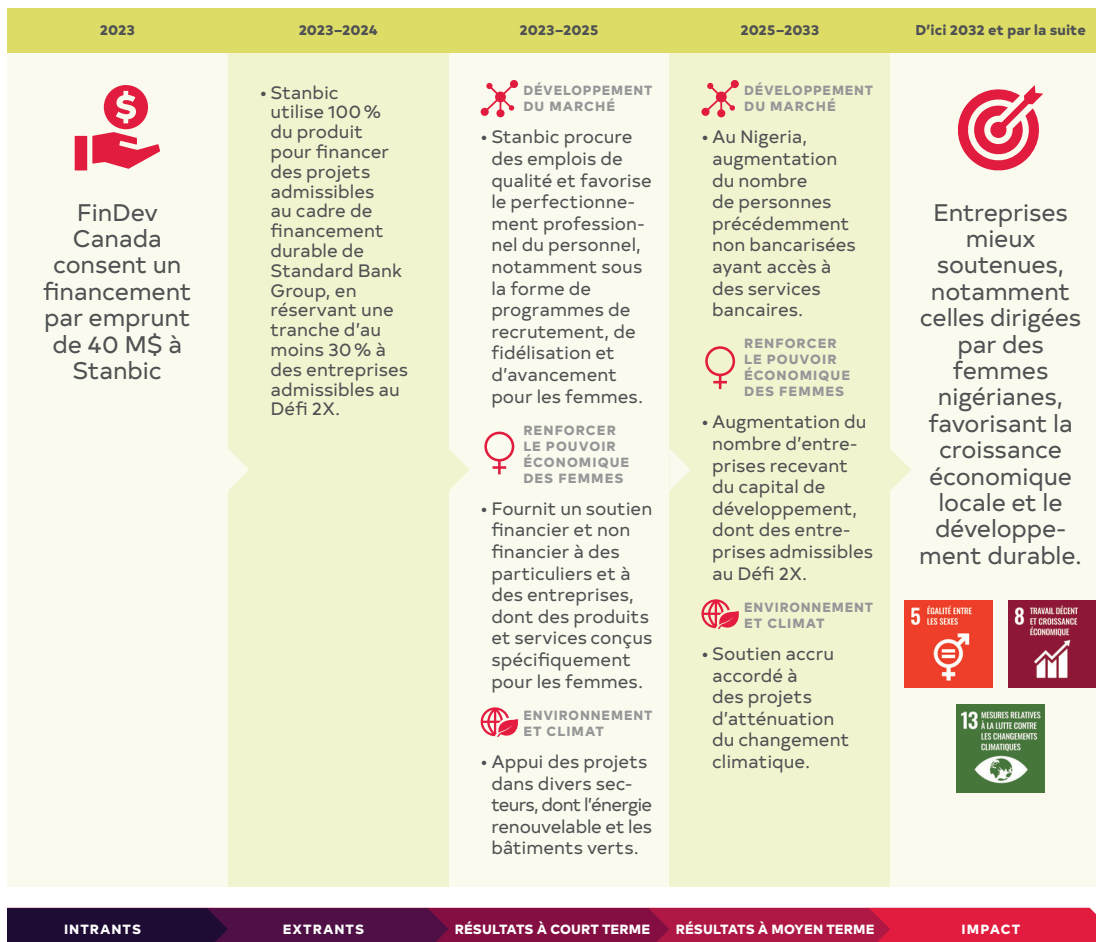 2023
2023–2024
2023–2025
2025–2033
D’ici 2032 et par la suite
$
FinDev
Canada
consent un
financement
par emprunt
de 40 M$ à
Stanbic
• Stanbic
utilise 100 %
du produit
pour financer
des projets
admissibles
au cadre de
financement
durable de
Standard Bank
Group, en
réservant une
tranche d’au
moins 30 % à
des entreprises
admissibles au
Défi 2X.
DÉVELOPPEMENT
DU MARCHÉ
• Stanbic procure
des emplois de
qualité et favorise
le perfectionne-
ment profession-
nel du personnel,
notamment sous
la forme de
programmes de
recrutement, de
fidélisation et
d’avancement
pour les femmes.
RENFORCER
LE POUVOIR
ÉCONOMIQUE
DES FEMMES
• Fournit un soutien
financier et non
financier à des
particuliers et à
des entreprises,
dont des produits
et services conçus
spécifiquement
pour les femmes.
ENVIRONNEMENT
ET CLIMAT
• Appui des projets
dans divers sec-
teurs, dont l’énergie
renouvelable et les
bâtiments verts.
DÉVELOPPEMENT
DU MARCHÉ
• Au Nigeria,
augmentation
du nombre
de personnes
précédemment
non bancarisées
ayant accès à
des services
bancaires.
RENFORCER
LE POUVOIR
ÉCONOMIQUE
DES FEMMES
• Augmentation du
nombre d’entre-
prises recevant
du capital de
développement,
dont des entre-
prises admissibles
au Défi 2X.
ENVIRONNEMENT
ET CLIMAT
• Soutien accru
accordé à
des projets
d’atténuation
du changement
climatique.
Entreprises
mieux
soutenues,
notamment
celles dirigées
par des
femmes
nigérianes,
favorisant la
croissance
économique
locale et le
développe-
ment durable.
5 ÉGALITÉ ENTRE
LES SEXES
8 TRAVAIL DÉCENT
ET CROISSANCE
ÉCONOMIQUE
13 MESURES RELATIVES
À LA LUTTE CONTRE
LES CHANGEMENTS
CLIMATIQUES
INTRANTS
EXTRANTS
RÉSULTATS À COURT TERME
RÉSULTATS À MOYEN TERME
IMPACT